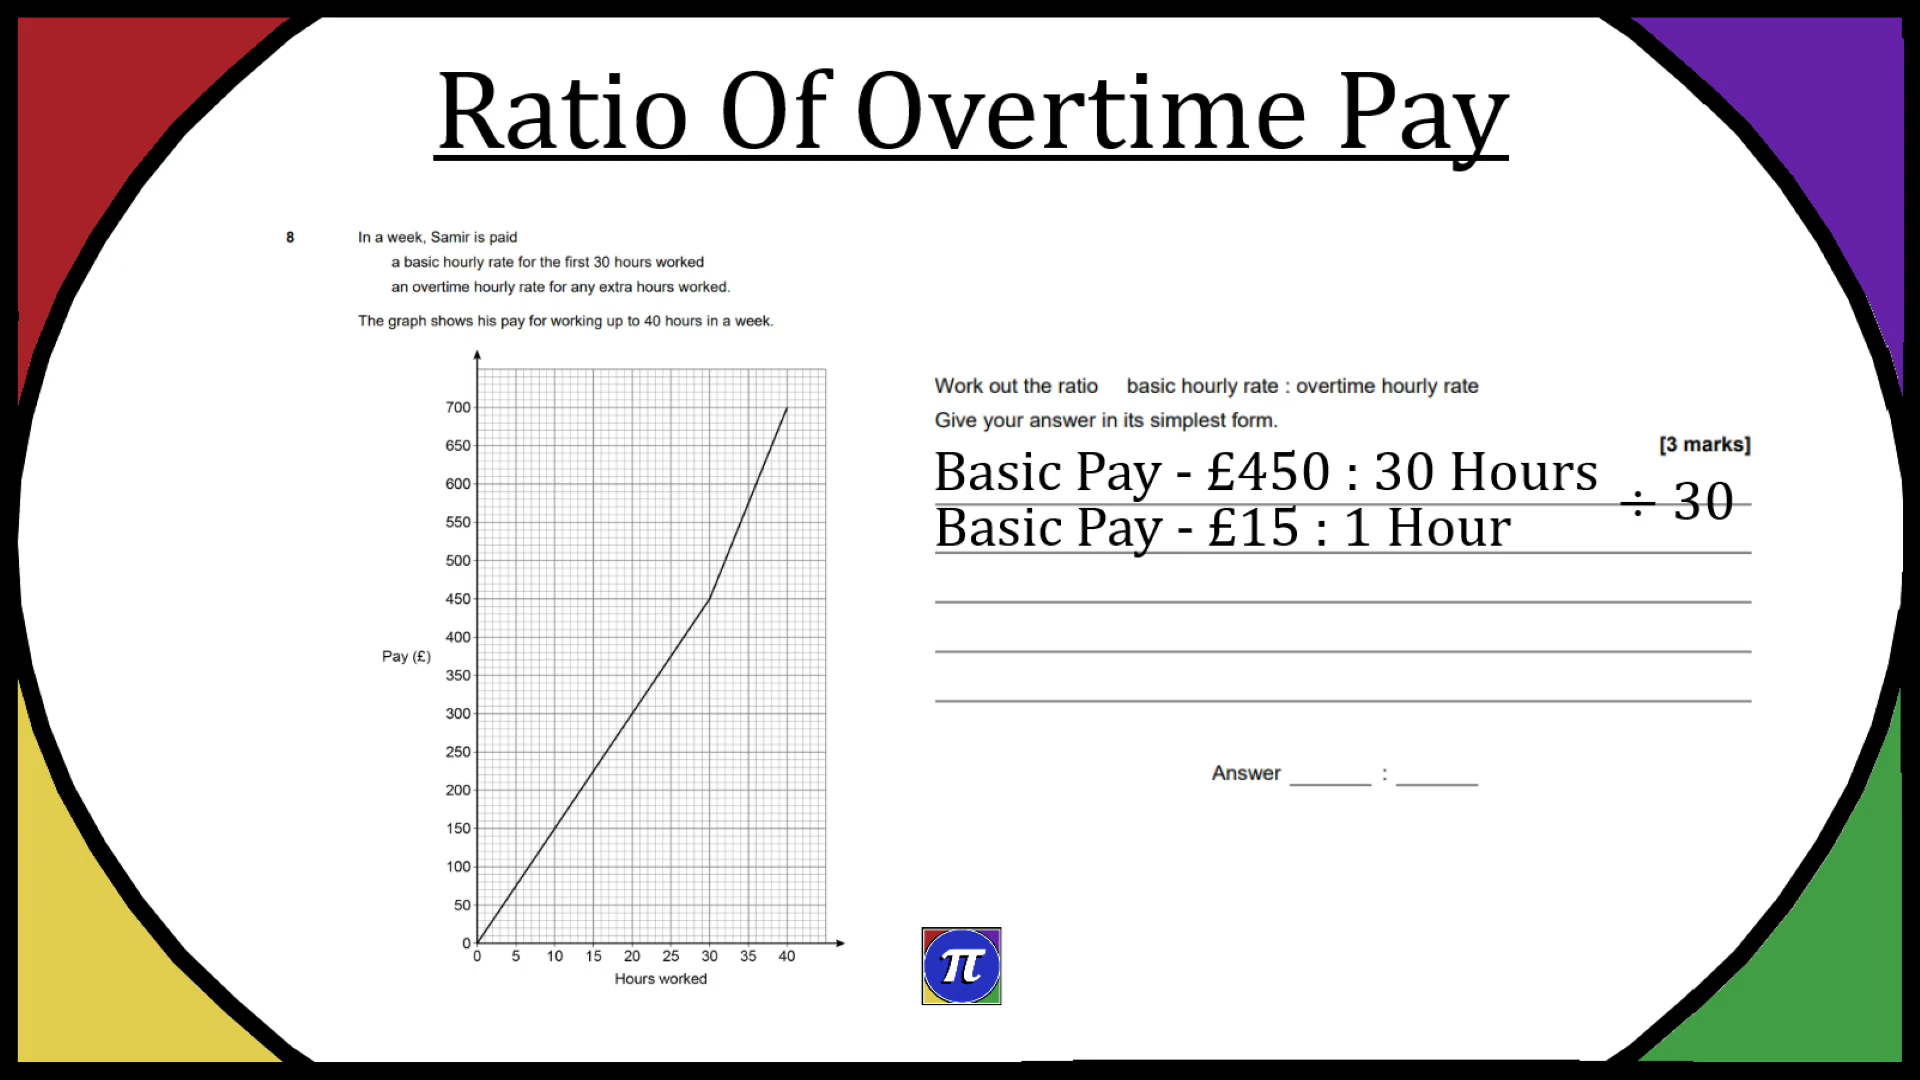 Ratio Of Overtime Pay
8 In a week, Samir is paid
a basic hourly rate for the first 30 hours worked
an overtime hourly rate for any extra hours worked.
The graph shows his pay for working up to 40 hours in a week.
700
650
600
550
500
450
400
350
300
250
200
150
100
50
0
Pay (£)
0 5 10 15 20 25 30 35 40
Hours worked
Work out the ratio basic hourly rate : overtime hourly rate
Give your answer in its simplest form.
[3 marks]
Basic Pay - £450 : 30 Hours
÷ 30
Basic Pay - £15 : 1 Hour
Answer ______ : ______
π